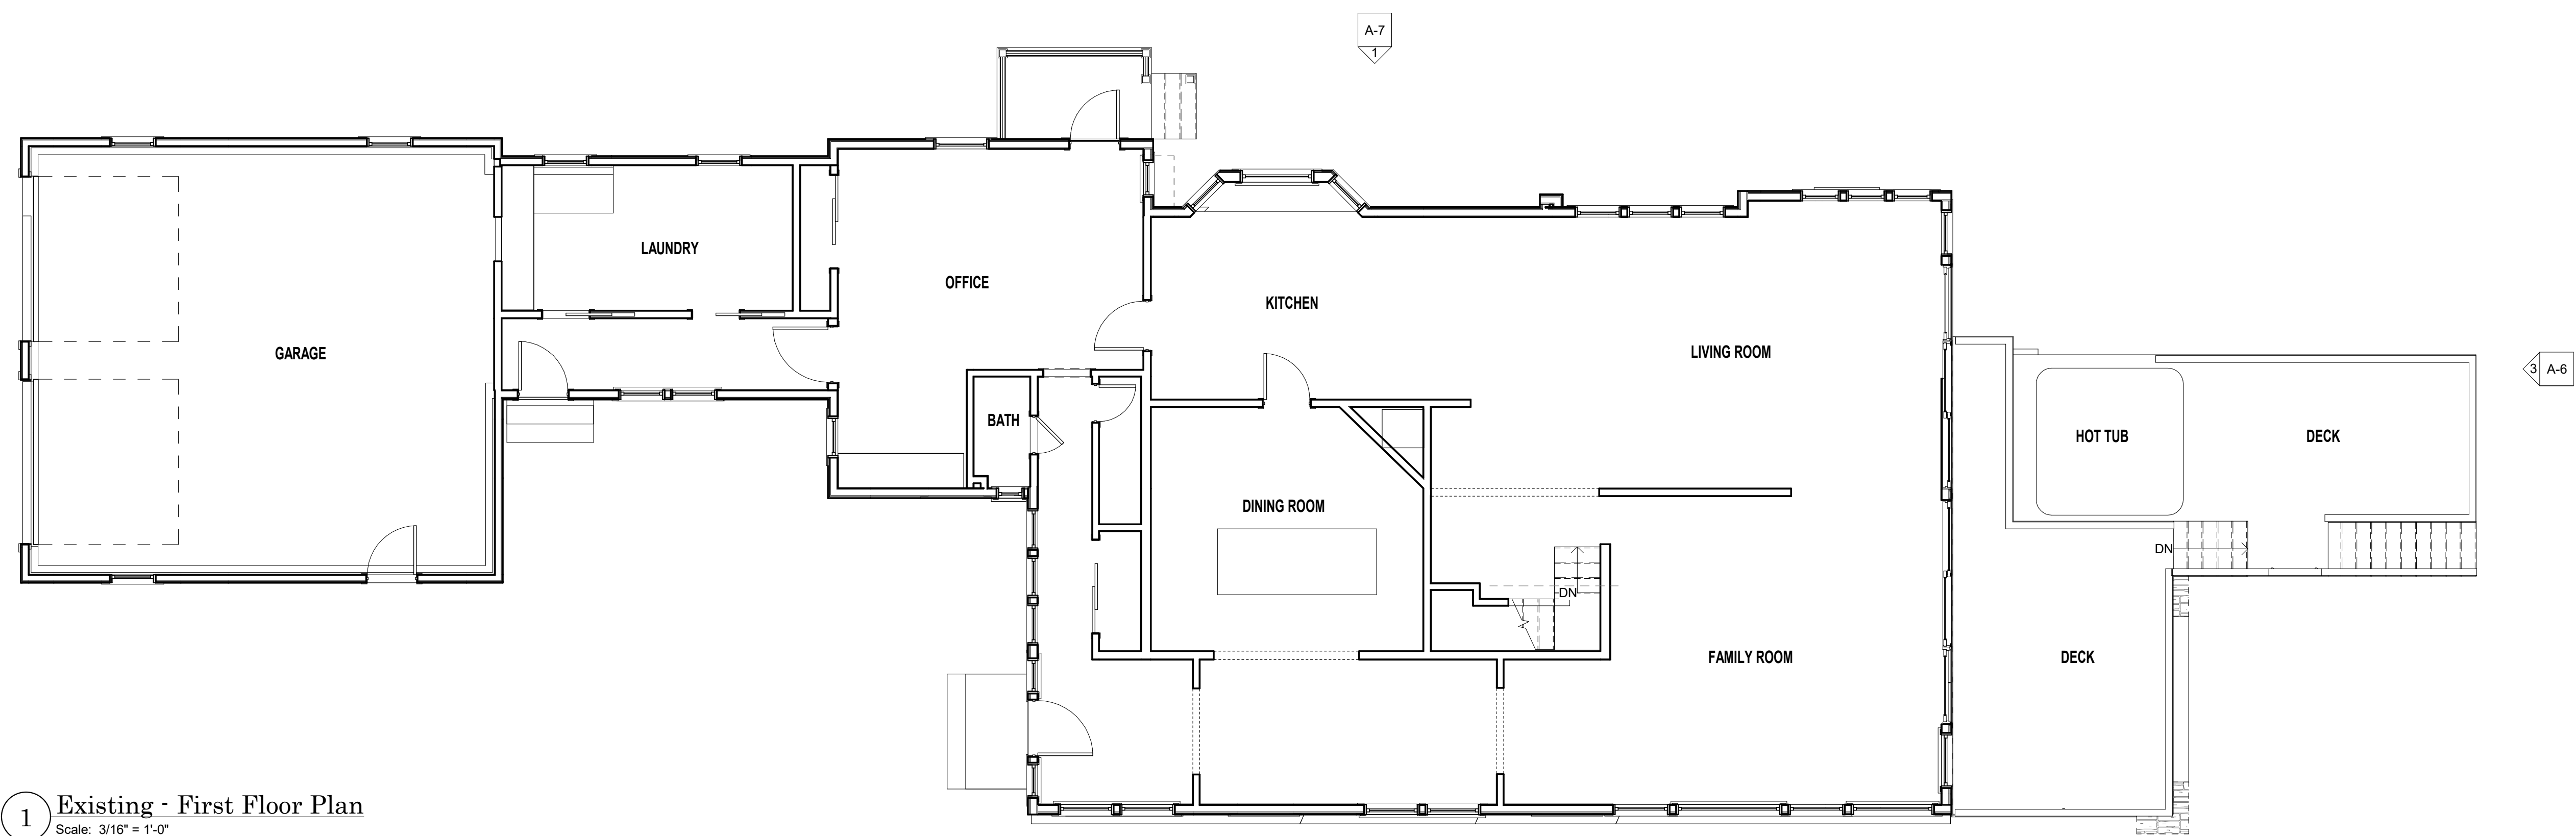 A-7
1
LAUNDRY
OFFICE
KITCHEN
GARAGE
LIVING ROOM
3 A-6
BATH
HOT TUB
DECK
DINING ROOM
DN
DN
FAMILY ROOM
DECK
1 Existing - First Floor Plan
Scale: 3/16" = 1'-0"